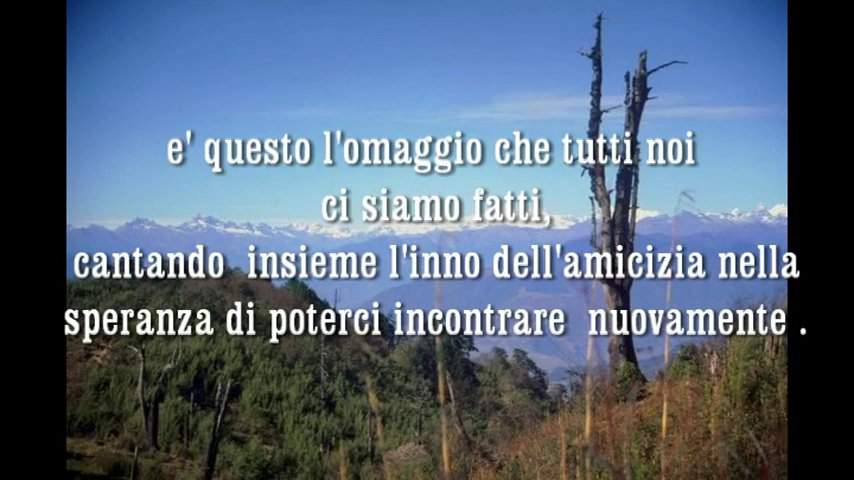 e' questo l'omaggio che tutti noi
ci siamo fatti,
cantando  insieme l'inno dell'amicizia nella
speranza di poterci incontrare  nuovamente .